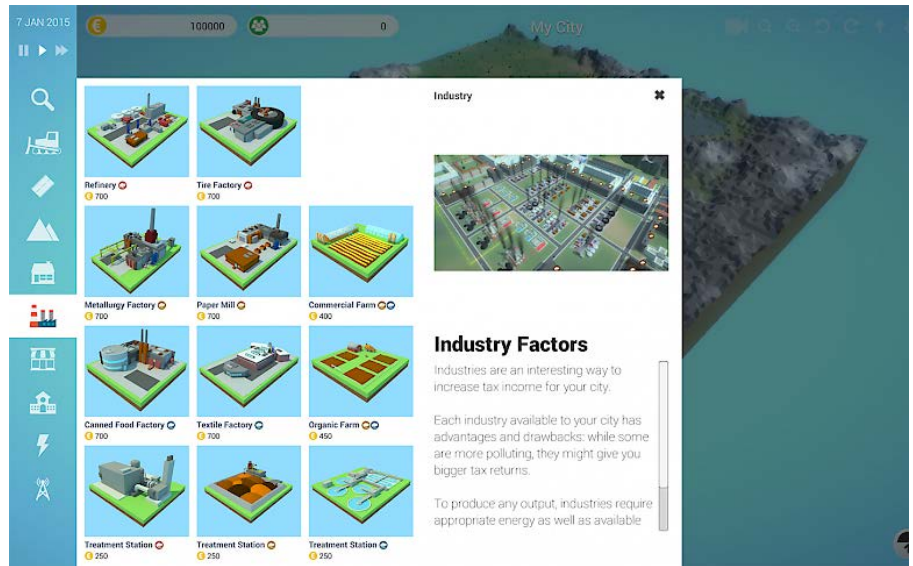 7 JAN 2015
100000
0
My City
Industry
Refinery
700
Tire Factory
700
Metallurgy Factory
700
Paper Mill
700
Commercial Farm
400
Canned Food Factory
700
Textile Factory
700
Organic Farm
450
Treatment Station
250
Treatment Station
250
Treatment Station
250
Industry Factors
Industries are an interesting way to
increase tax income for your city.
Each industry available to your city has
advantages and drawbacks: while some
are more polluting, they might give you
bigger tax returns.
To produce any output, industries require
appropriate energy as well as available